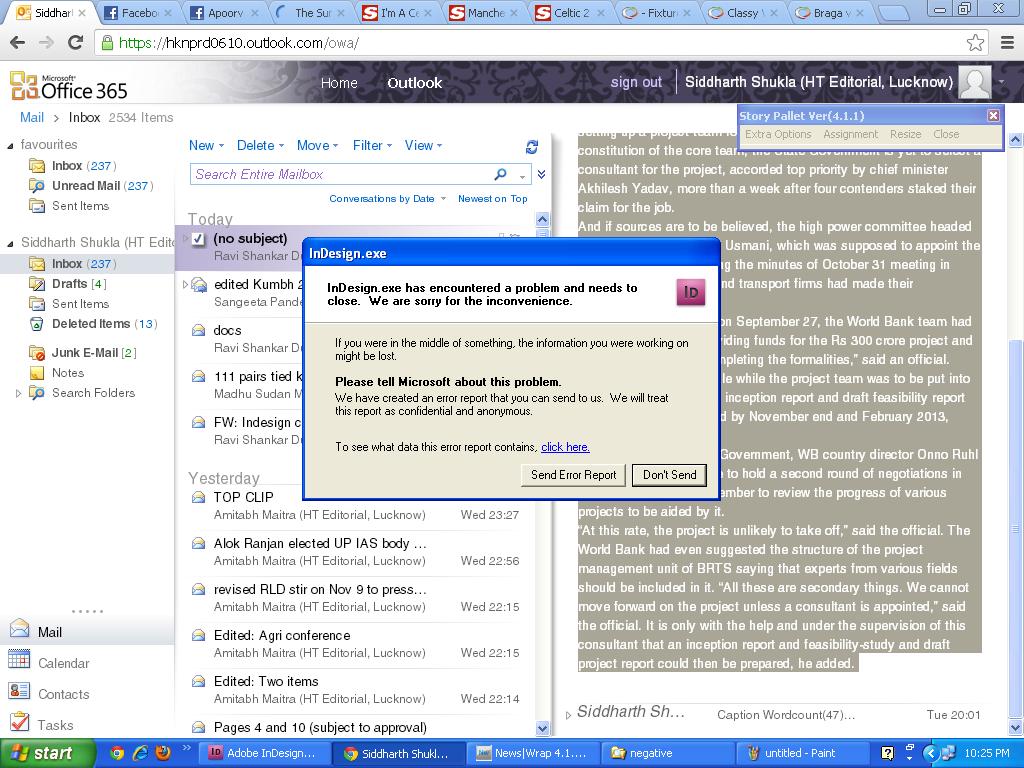 Siddhar
Faceboo
Apoorv
The Sur
I'm A Ce
Manche
Celtic 2
- Fixtur
Classy
Braga v
https://hknprd0610.outlook.com/owa/
Microsoft®
Office 365
Home
Outlook
sign out
Siddharth Shukla (HT Editorial, Lucknow)
Mail > Inbox 2534 Items
Story Pallet Ver(4.1.1)
Extra Options Assignment Resize Close
favourites
Inbox (237)
Unread Mail (237)
Sent Items
Siddharth Shukla (HT Edito
Inbox (237)
Drafts [4]
Sent Items
Deleted Items (13)
Junk E-Mail [2]
Notes
Search Folders
Mail
Calendar
Contacts
Tasks
New Delete Move Filter View
Search Entire Mailbox
Conversations by Date Newest on Top
Today
(no subject)
Ravi Shankar Du
edited Kumbh 2
Sangeeta Pande
docs
Ravi Shankar Du
111 pairs tied k
Madhu Sudan M
FW: Indesign c
Ravi Shankar Du
Yesterday
TOP CLIP
Amitabh Maitra (HT Editorial, Lucknow) Wed 23:27
Alok Ranjan elected UP IAS body ...
Amitabh Maitra (HT Editorial, Lucknow) Wed 22:56
revised RLD stir on Nov 9 to press...
Amitabh Maitra (HT Editorial, Lucknow) Wed 22:15
Edited: Agri conference
Amitabh Maitra (HT Editorial, Lucknow) Wed 22:15
Edited: Two items
Amitabh Maitra (HT Editorial, Lucknow) Wed 22:14
Pages 4 and 10 (subject to approval)
InDesign.exe
InDesign.exe has encountered a problem and needs to
close. We are sorry for the inconvenience.
ID
If you were in the middle of something, the information you were working on
might be lost.
Please tell Microsoft about this problem.
We have created an error report that you can send to us. We will treat
this report as confidential and anonymous.
To see what data this error report contains, click here.
Send Error Report Don't Send
setting up a project team fo
constitution of the core team, the State Government is yet to select a
consultant for the project, accorded top priority by chief minister
Akhilesh Yadav, more than a week after four contenders staked their
claim for the job.
And if sources are to be believed, the high power committee headed
Usmani, which was supposed to appoint the
ng the minutes of October 31 meeting in
nd transport firms had made their
on September 27, the World Bank team had
viding funds for the Rs 300 crore project and
mpleting the formalities," said an official.
le while the project team was to be put into
inception report and draft feasibility report
d by November end and February 2013,
Government, WB country director Onno Ruhl
e to hold a second round of negotiations in
ember to review the progress of various
projects to be aided by it.
“At this rate, the project is unlikely to take off,” said the official. The
World Bank had even suggested the structure of the project
management unit of BRTS saying that experts from various fields
should be included in it. “All these are secondary things. We cannot
move forward on the project unless a consultant is appointed,” said
the official. It is only with the help and under the supervision of this
consultant that an inception report and feasibility-study and draft
project report could then be prepared, he added.
Siddharth Sh... Caption Wordcount(47)... Tue 20:01
start
Adobe InDesign...
Siddharth Shukl...
News|Wrap 4.1....
negative
untitled - Paint
10:25 PM